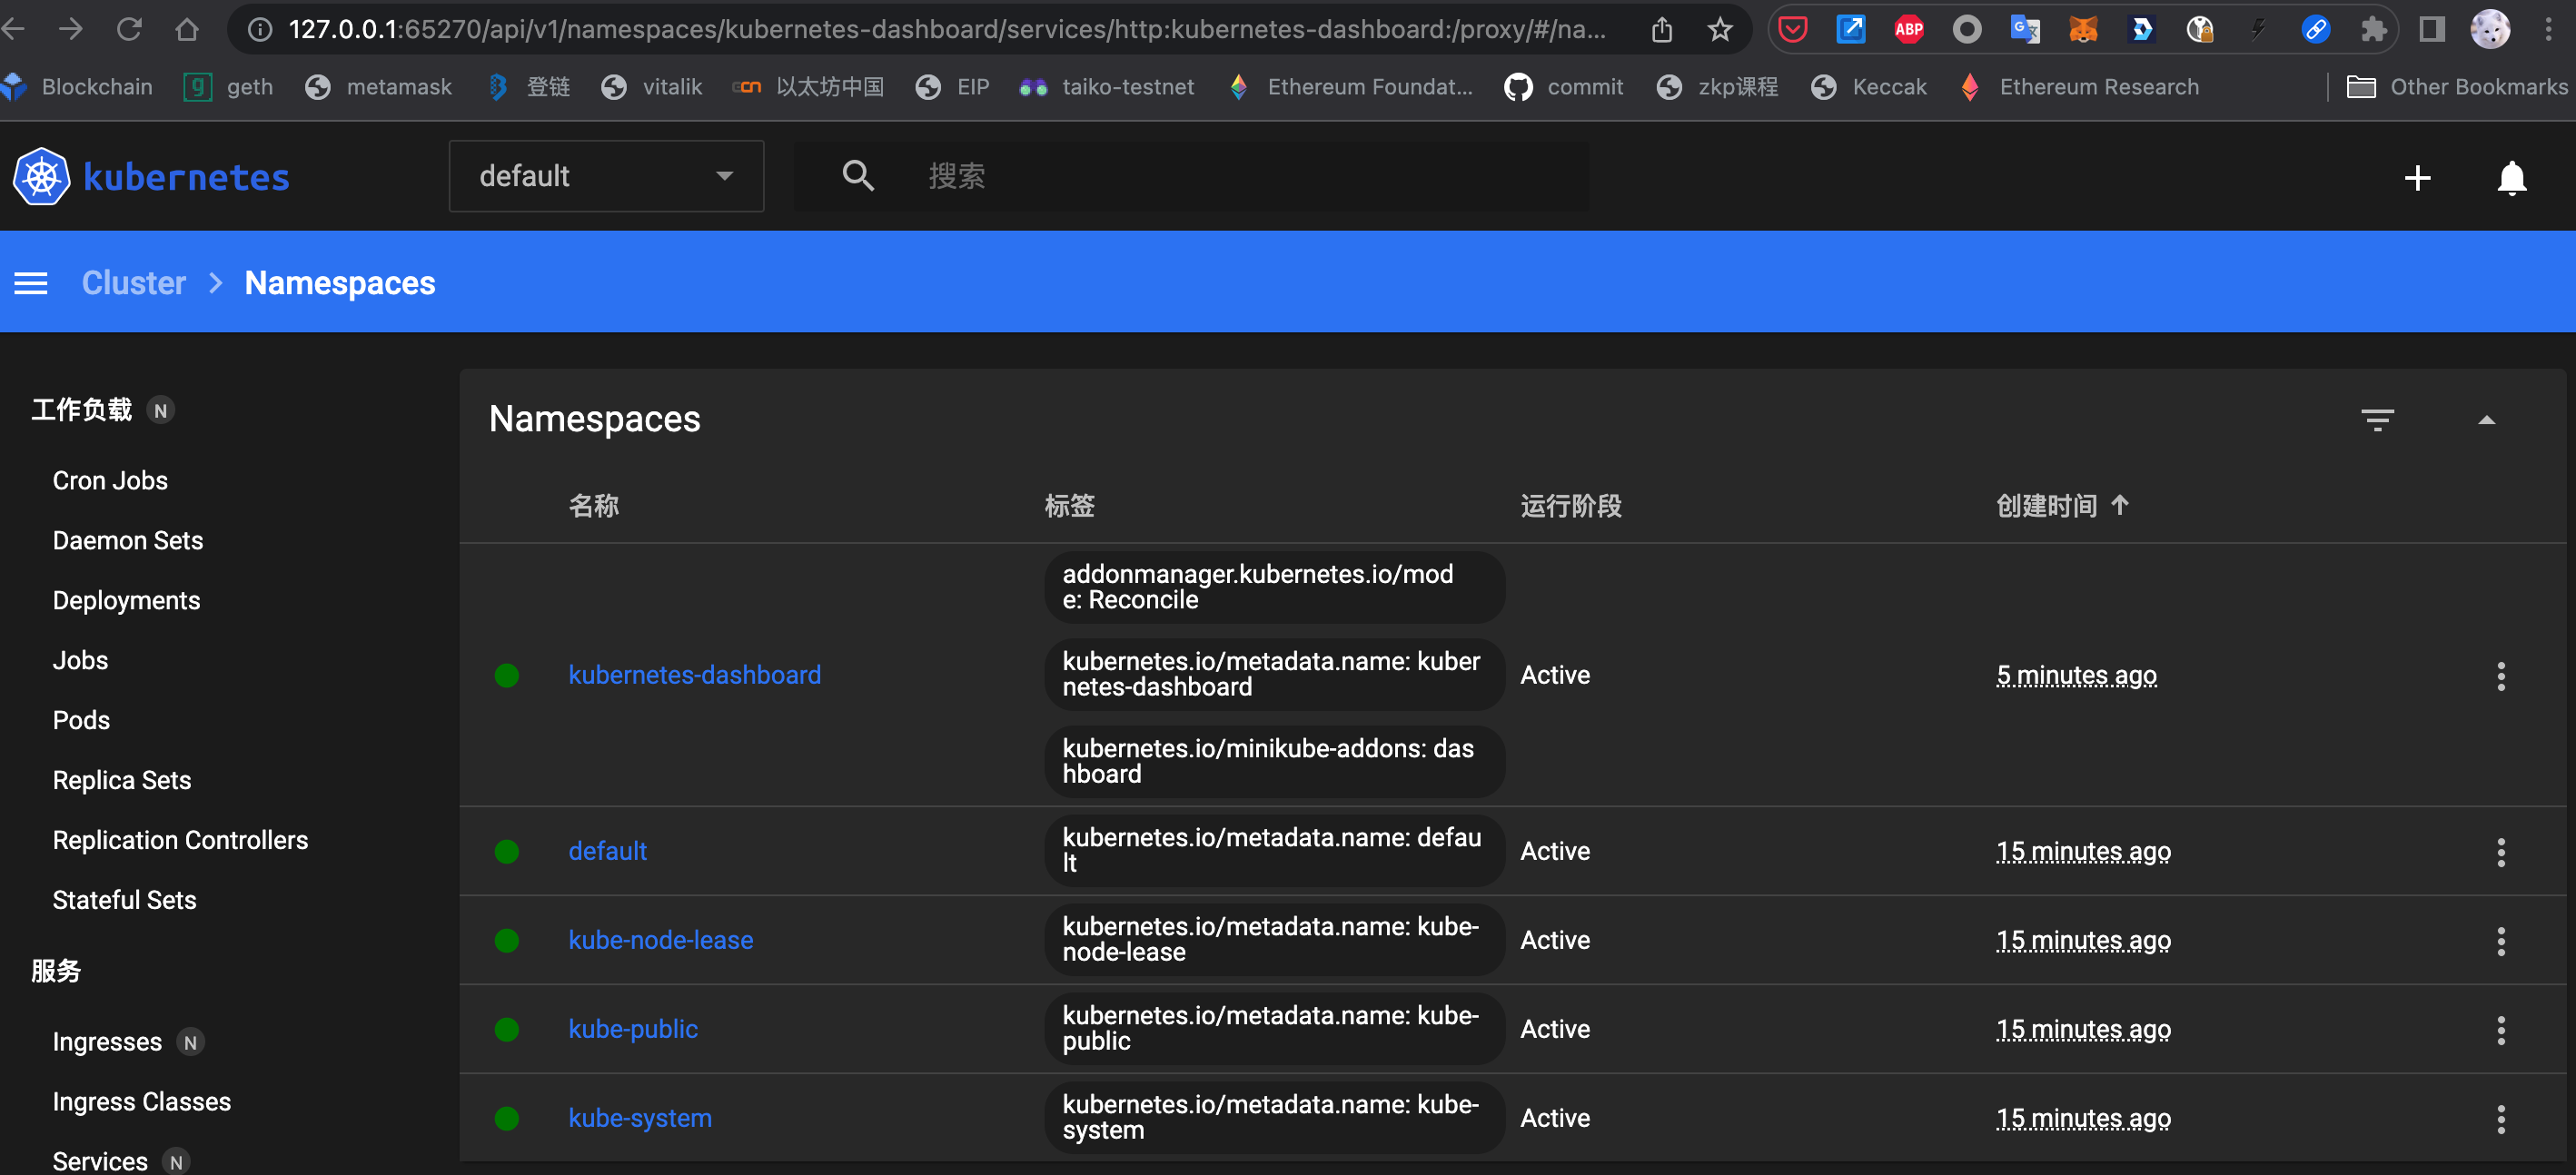 127.0.0.1:65270/api/v1/namespaces/kubernetes-dashboard/services/http:kubernetes-dashboard:/proxy/#/na...
ABP
Blockchain geth metamask 登链 vitalik 以太坊中国 EIP taiko-testnet Ethereum Foundat... commit zkp课程 Keccak Ethereum Research Other Bookmarks
kubernetes default 搜索
Cluster Namespaces
工作负载 N
Cron Jobs
Daemon Sets
Deployments
Jobs
Pods
Replica Sets
Replication Controllers
Stateful Sets
服务
Ingresses N
Ingress Classes
Services N
Namespaces
名称 标签 运行阶段 创建时间
addonmanager.kubernetes.io/mod
e: Reconcile
kubernetes-dashboard kubernetes.io/metadata.name: kuber Active 5 minutes ago
netes-dashboard
kubernetes.io/minikube-addons: das
hboard
default kubernetes.io/metadata.name: defau Active 15 minutes ago
lt
kube-node-lease kubernetes.io/metadata.name: kube- Active 15 minutes ago
node-lease
kube-public kubernetes.io/metadata.name: kube- Active 15 minutes ago
public
kube-system kubernetes.io/metadata.name: kube- Active 15 minutes ago
system